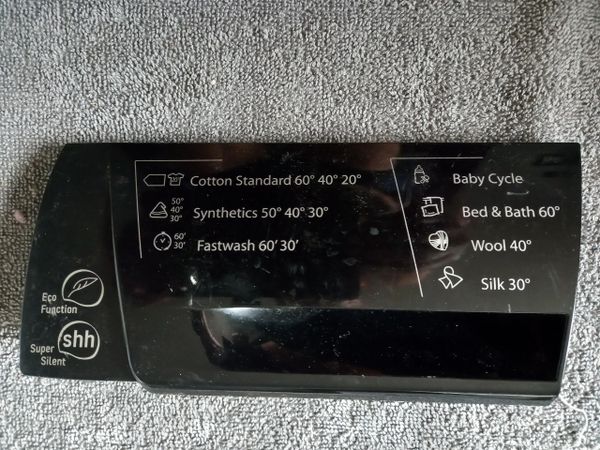 Cotton Standard 60° 40° 20°
50°
40°
30°
Synthetics 50° 40° 30°
60'
30'
Fastwash 60' 30'
Baby Cycle
Bed & Bath 60°
Wool 40°
Silk 30°
Eco
Function
shh
Super
Silent